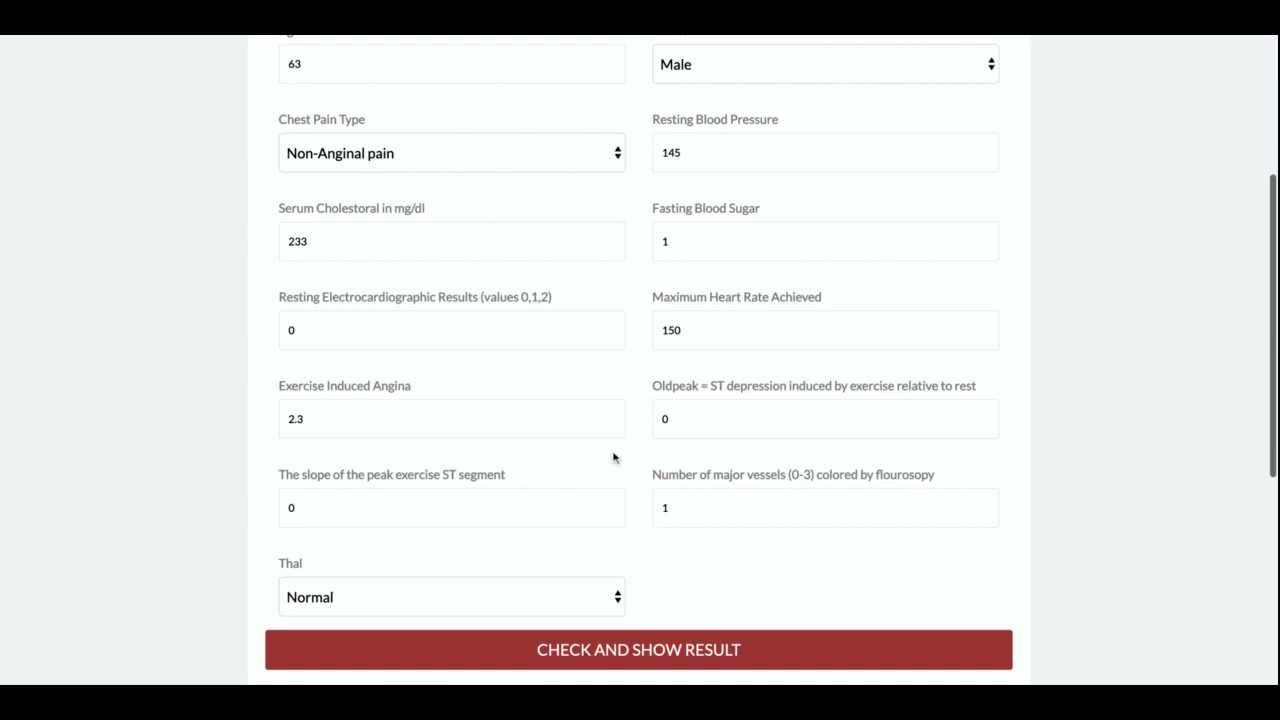 63
Male
Chest Pain Type
Resting Blood Pressure
Non-Anginal pain
145
Serum Cholestoral in mg/dl
Fasting Blood Sugar
233
1
Resting Electrocardiographic Results (values 0,1,2)
Maximum Heart Rate Achieved
0
150
Exercise Induced Angina
Oldpeak = ST depression induced by exercise relative to rest
2.3
0
The slope of the peak exercise ST segment
Number of major vessels (0-3) colored by flourosopy
0
1
Thal
Normal
CHECK AND SHOW RESULT